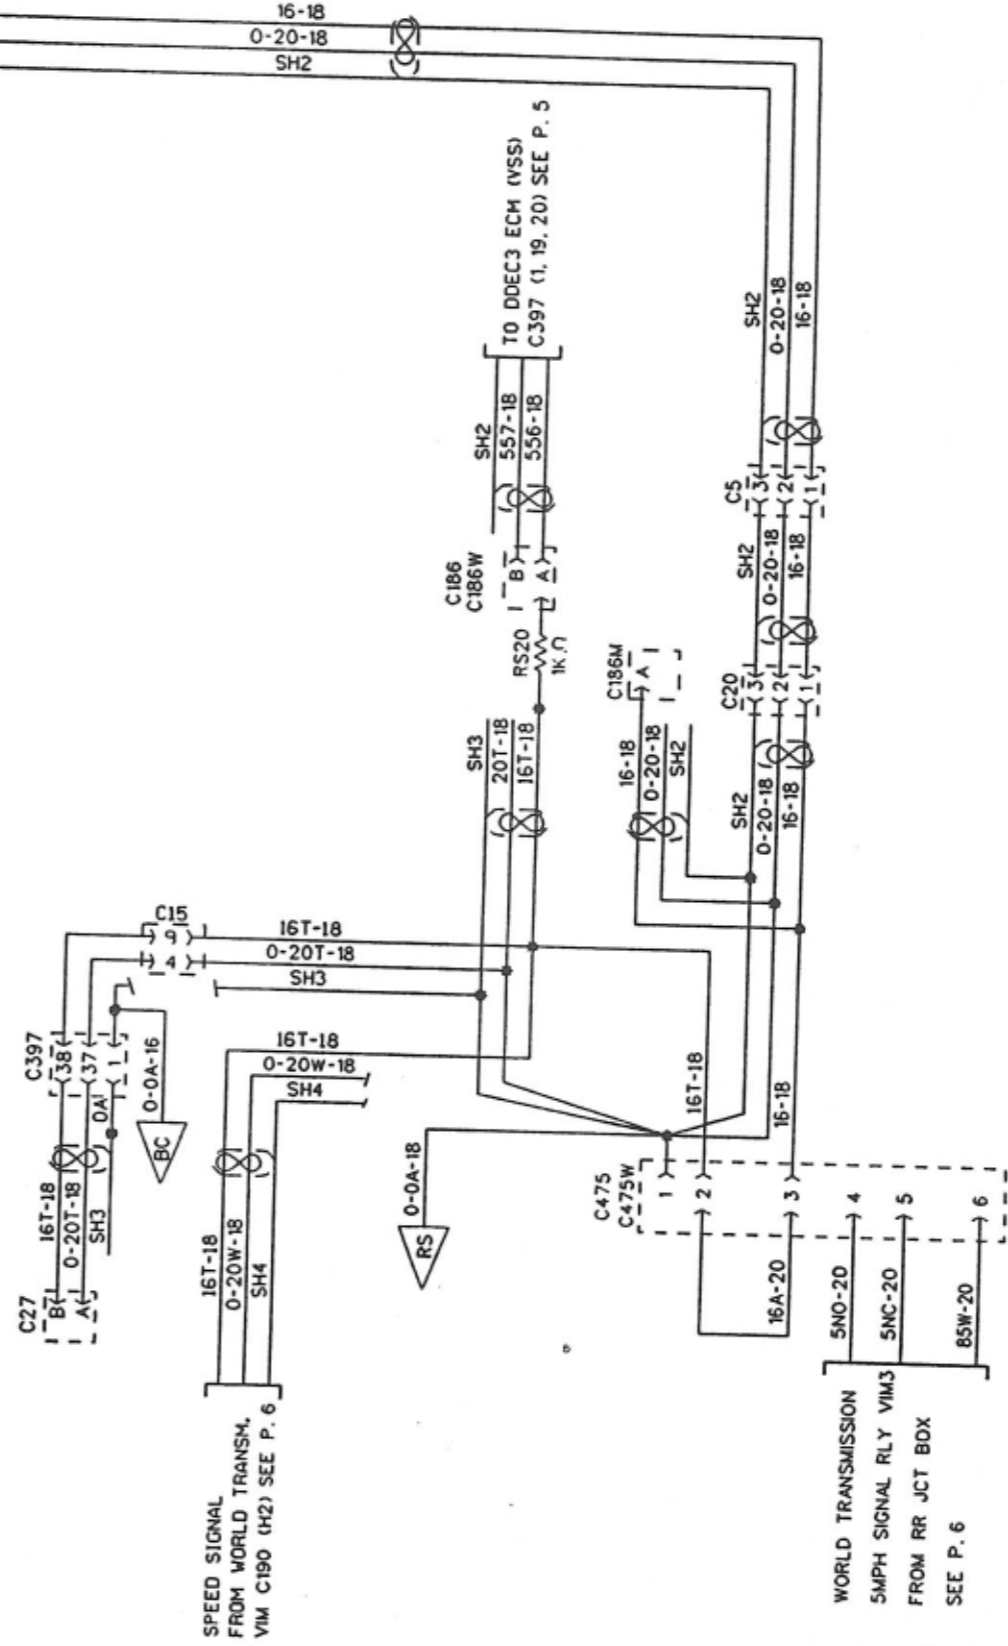 16-18
0-20-18
SH2
TO DDEC3 ECM (VSS)
C397 (1, 19, 20) SEE P. 5
SH2
557-18
556-18
C186
C186W
B
A
RS20
1K Ω
SH3
20T-18
16T-18
C186M
A
16-18
0-20-18
SH2
SH2
0-20-18
16-18
C5
3
2
1
SH2
0-20-18
16-18
C20
3
2
1
SH2
0-20-18
16-18
C15
9
4
16T-18
0-20T-18
SH3
C397
38
37
1
0A
0-0A-16
BC
16T-18
0-20T-18
SH3
C27
B
A
16T-18
0-20W-18
SH4
16T-18
0-20W-18
SH4
SPEED SIGNAL
FROM WORLD TRANSM.
VIM C190 (H2) SEE P. 6
0-0A-18
RS
16T-18
16-18
C475
C475W
1
2
3
4
5
6
16A-20
5NO-20
5NC-20
85W-20
WORLD TRANSMISSION
5MPH SIGNAL RLY VIM3
FROM RR JCT BOX
SEE P. 6